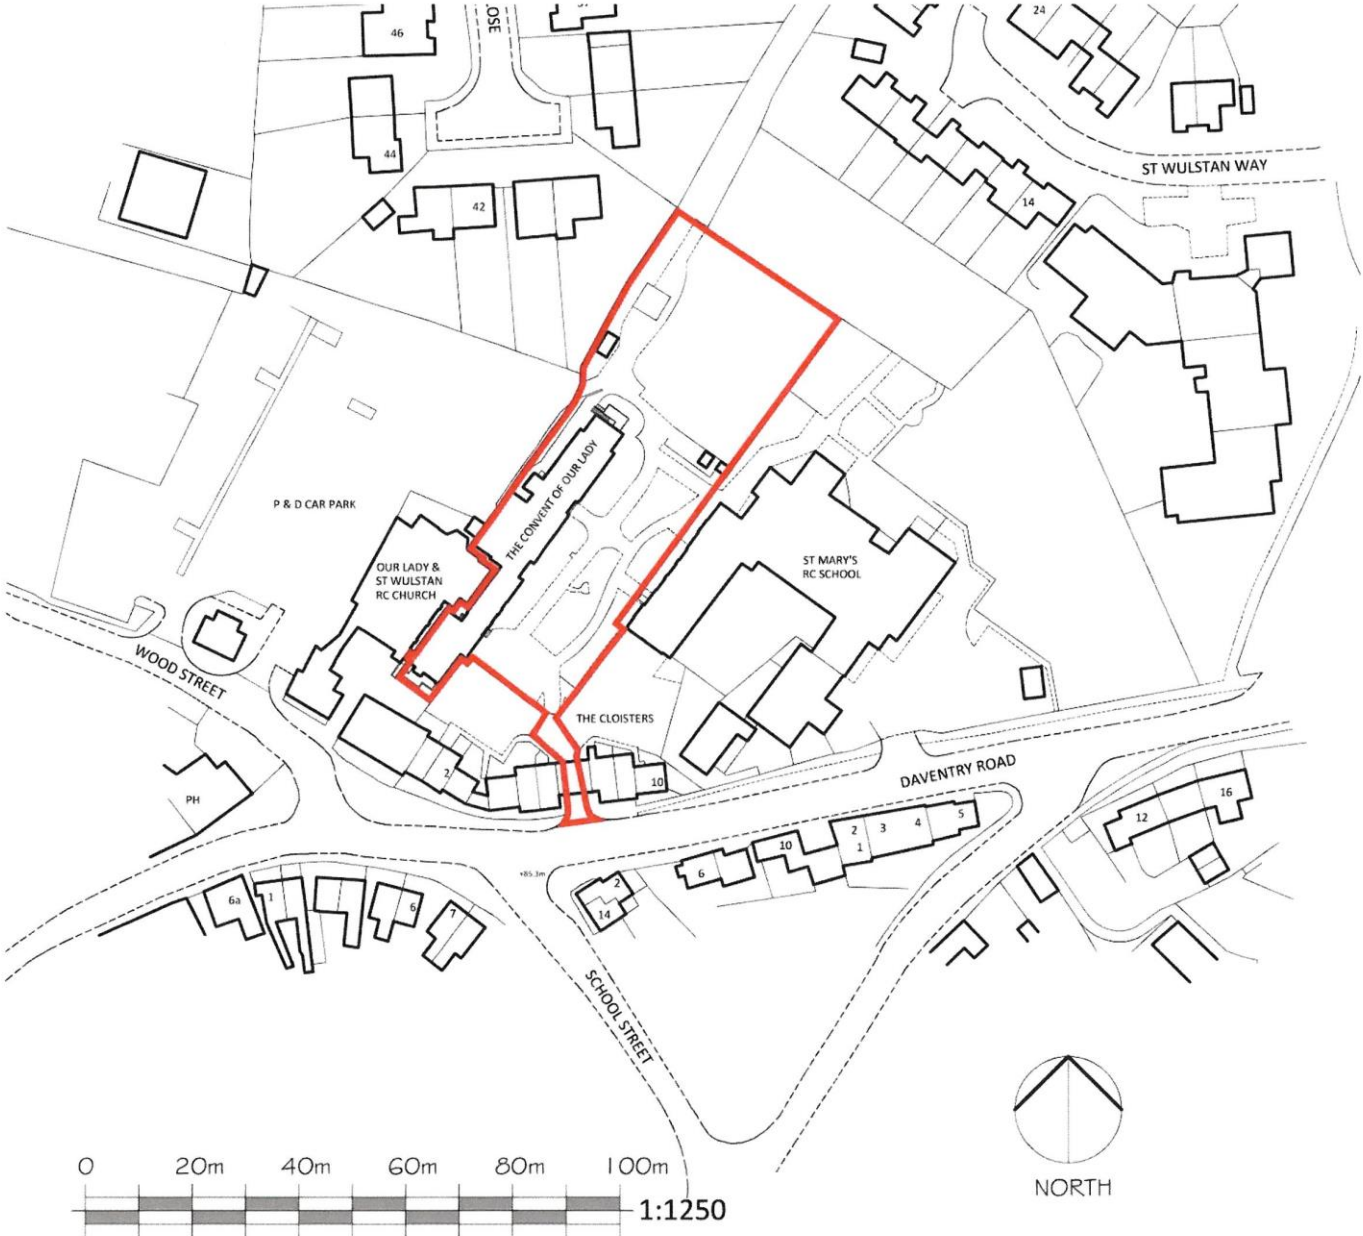 46
LOSE
24
44
ST WULSTAN WAY
42
14
P & D CAR PARK
THE CONVENT OF OUR LADY
OUR LADY &
ST WULSTAN
RC CHURCH
ST MARY'S
RC SCHOOL
WOOD STREET
THE CLOISTERS
2
10
DAVENTRY ROAD
PH
16
12
5
4
3
2
1
10
6
+85.3m
2
14
6a
1
6
7
SCHOOL STREET
0 20m 40m 60m 80m 100m
1:1250
NORTH